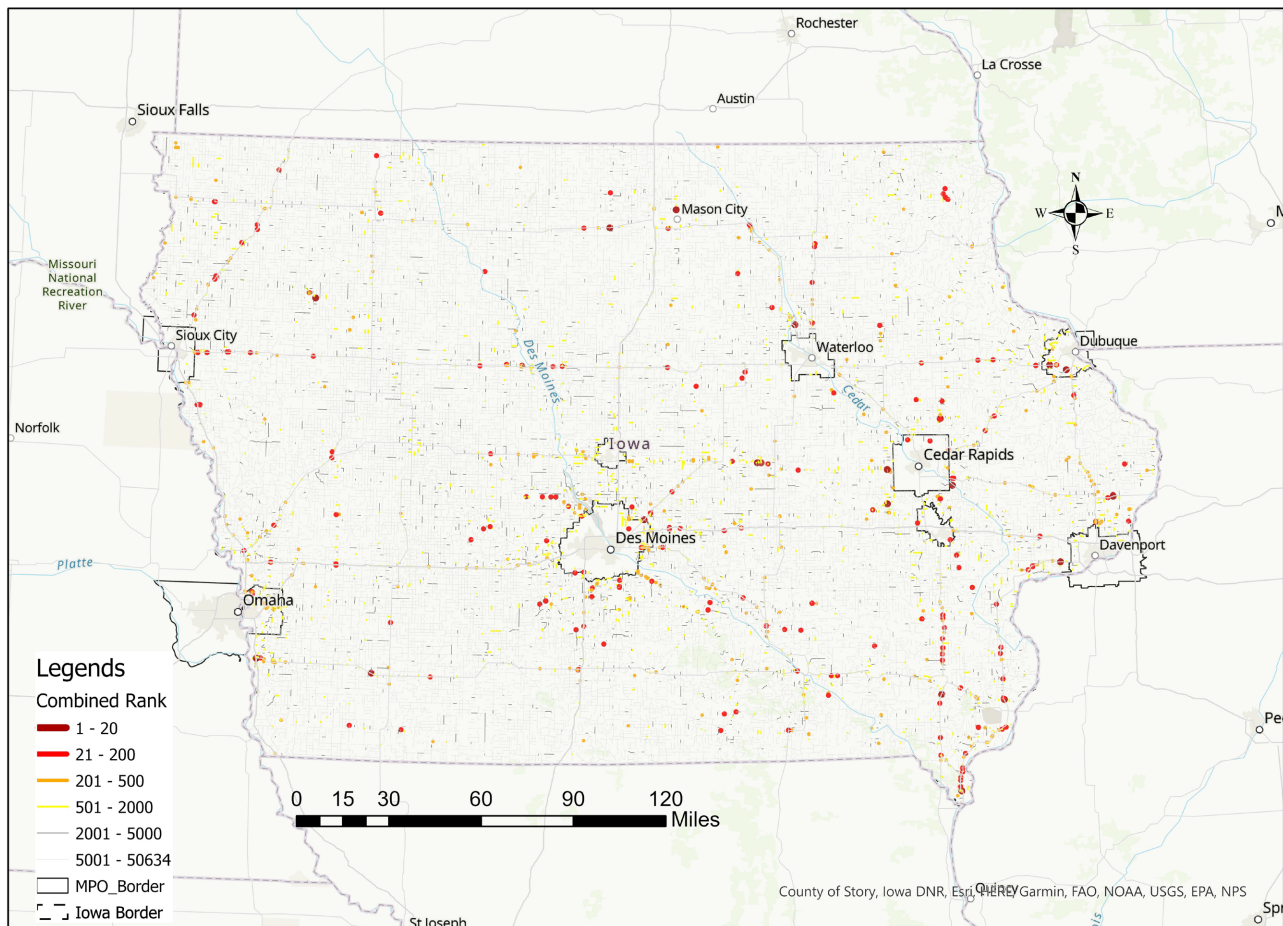 Rochester
La Crosse
Austin
Sioux Falls
N
W E
S
M
Mason City
Missouri
National
Recreation
River
Sioux City
Des Moines
Waterloo
Dubuque
Cedar
Norfolk
Iowa
Cedar Rapids
Des Moines
Davenport
Platte
Omaha
Legends
Combined Rank
1 - 20
21 - 200
201 - 500
501 - 2000
2001 - 5000
5001 - 50634
MPO_Border
Iowa Border
0 15 30 60 90 120
Miles
Pe
County of Story, Iowa DNR, Esri, HERE, Garmin, FAO, NOAA, USGS, EPA, NPS
Quincy
Spr
St Joseph
ois